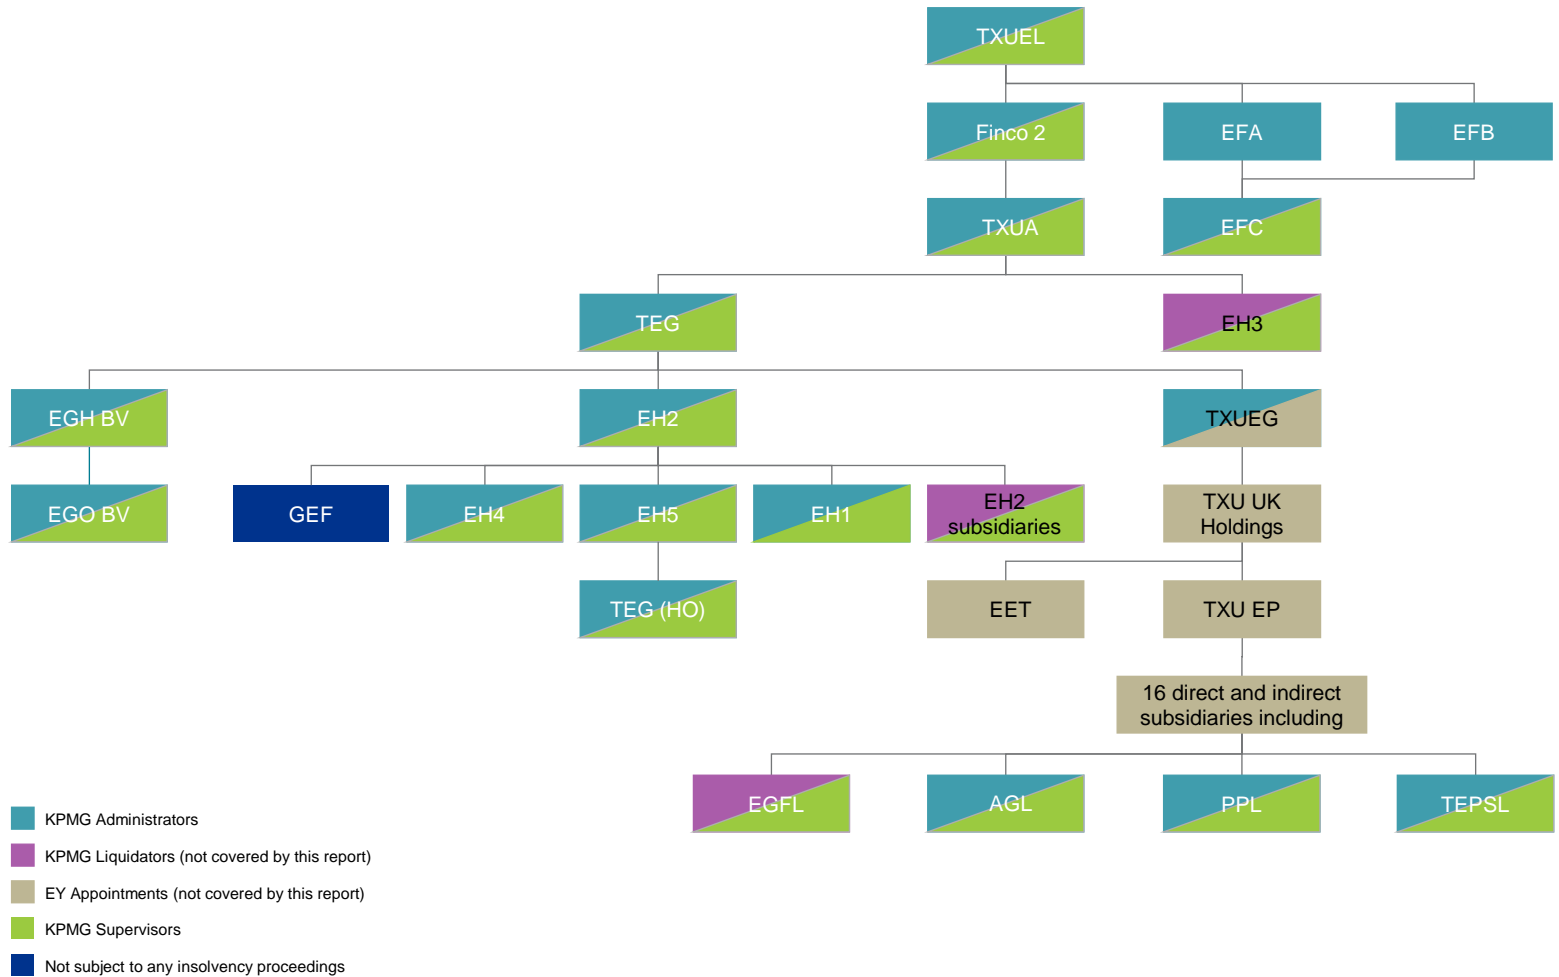 TXUEL
Finco 2
EFA
EFB
TXUA
EFC
TEG
EH3
EGH BV
EH2
TXUEG
EGO BV
GEF
EH4
EH5
EH1
EH2
subsidiaries
TXU UK
Holdings
TEG (HO)
EET
TXU EP
16 direct and indirect
subsidiaries including
EGFL
AGL
PPL
TEPSL
KPMG Administrators
KPMG Liquidators (not covered by this report)
EY Appointments (not covered by this report)
KPMG Supervisors
Not subject to any insolvency proceedings